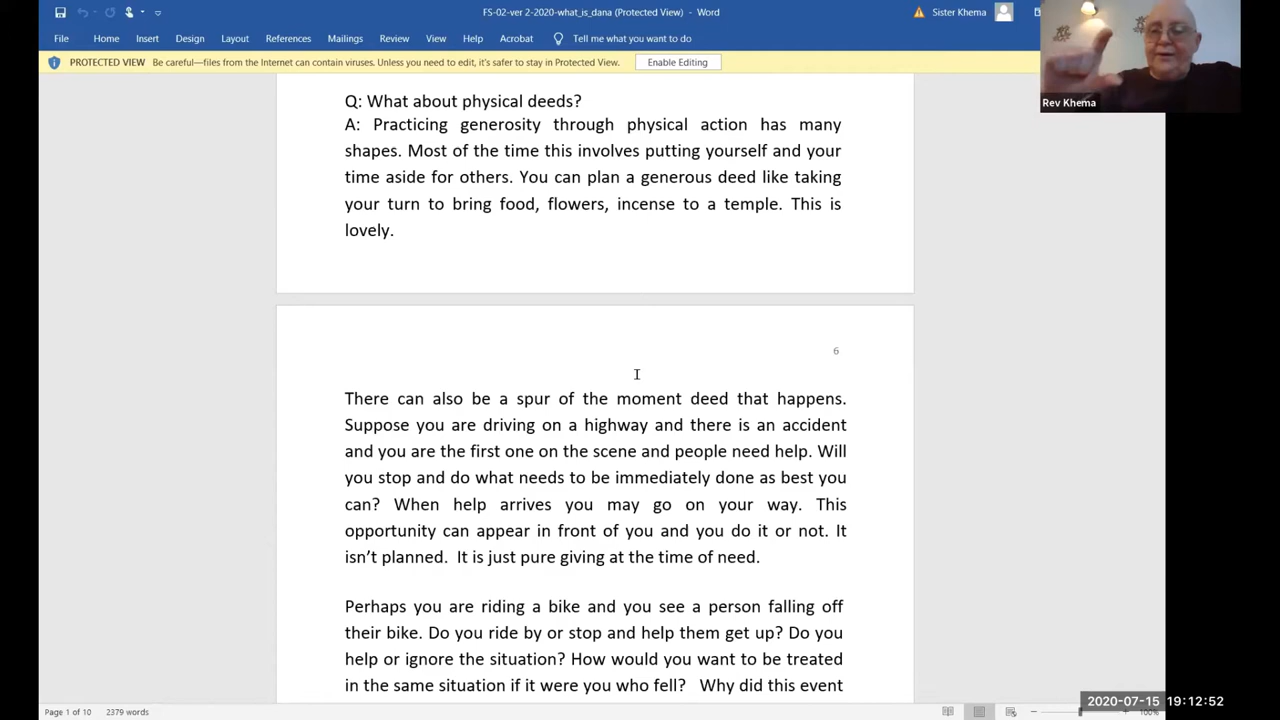 FS-02-ver 2-2020-what_is_dana (Protected View) - Word
Sister Khema
File Home Insert Design Layout References Mailings Review View Help Acrobat Tell me what you want to do
PROTECTED VIEW Be careful—files from the Internet can contain viruses. Unless you need to edit, it's safer to stay in Protected View. Enable Editing
Rev Khema
Q: What about physical deeds?
A: Practicing generosity through physical action has many
shapes. Most of the time this involves putting yourself and your
time aside for others. You can plan a generous deed like taking
your turn to bring food, flowers, incense to a temple. This is
lovely.
6
There can also be a spur of the moment deed that happens.
Suppose you are driving on a highway and there is an accident
and you are the first one on the scene and people need help. Will
you stop and do what needs to be immediately done as best you
can? When help arrives you may go on your way. This
opportunity can appear in front of you and you do it or not. It
isn't planned. It is just pure giving at the time of need.
Perhaps you are riding a bike and you see a person falling off
their bike. Do you ride by or stop and help them get up? Do you
help or ignore the situation? How would you want to be treated
in the same situation if it were you who fell? Why did this event
Page 1 of 10 2379 words
100%
2020-07-15 19:12:52